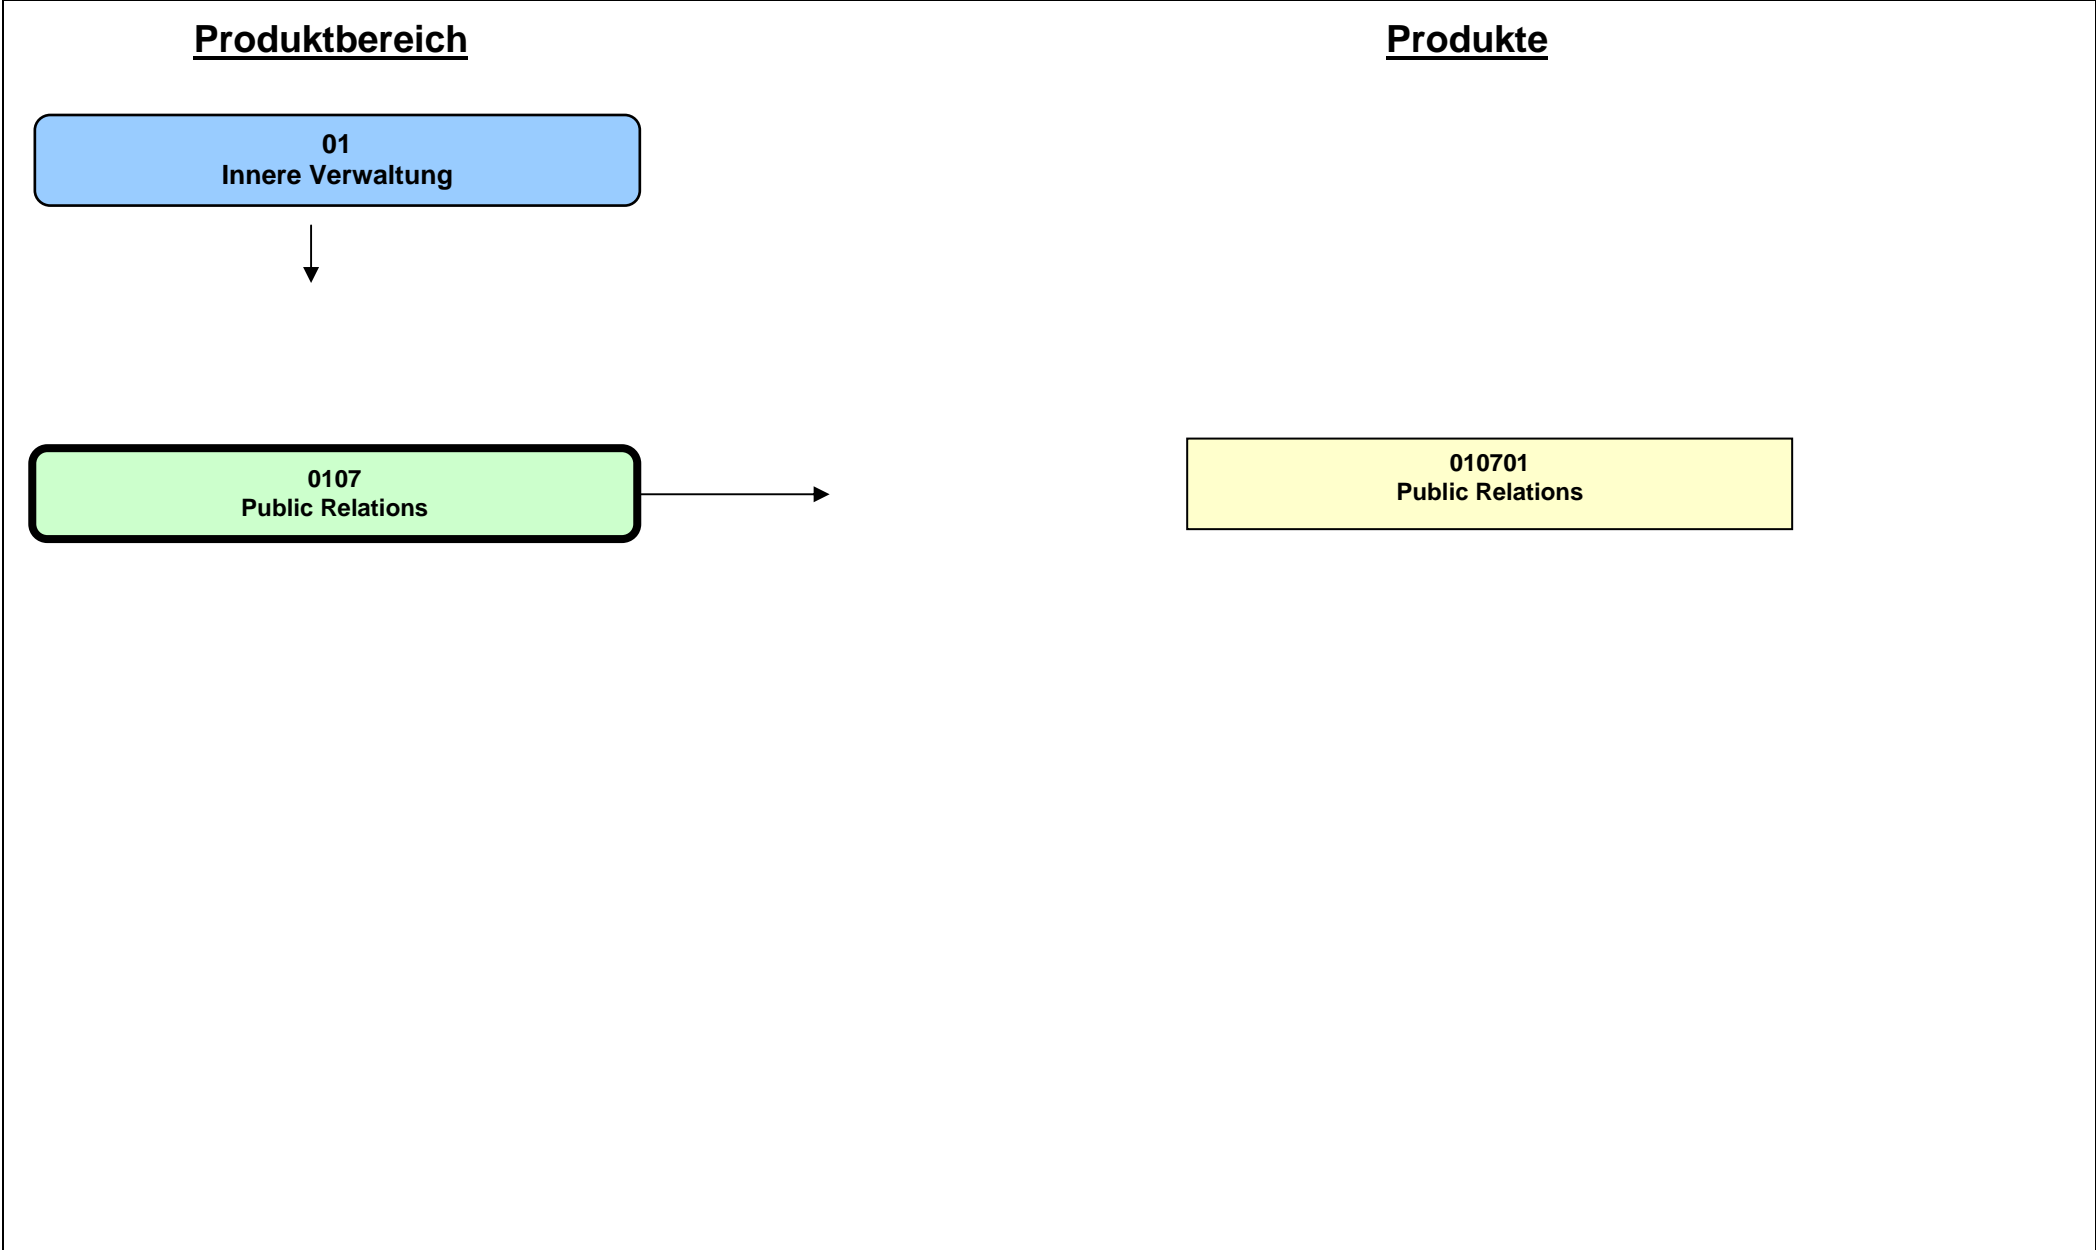 Produktbereich
Produkte
01
Innere Verwaltung
0107
Public Relations
010701
Public Relations